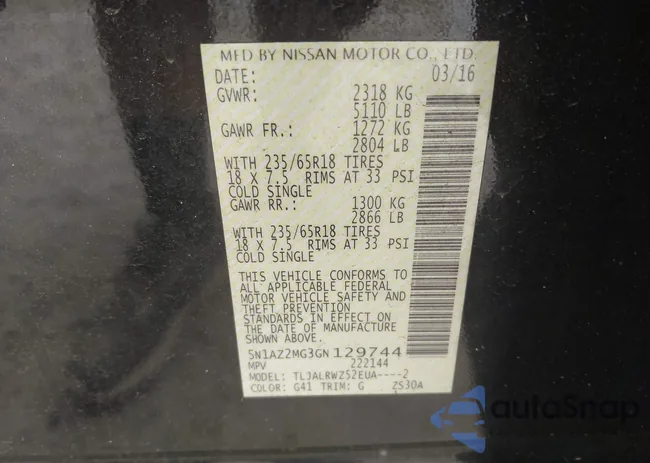 MFD BY NISSAN MOTOR CO., LTD.
DATE: 03/16
GVWR: 2318 KG
5110 LB
GAWR FR.: 1272 KG
2804 LB
WITH 235/65R18 TIRES
18 X 7.5 RIMS AT 33 PSI
COLD SINGLE
GAWR RR.: 1300 KG
2866 LB
WITH 235/65R18 TIRES
18 X 7.5 RIMS AT 33 PSI
COLD SINGLE
THIS VEHICLE CONFORMS TO
ALL APPLICABLE FEDERAL
MOTOR VEHICLE SAFETY AND
THEFT PREVENTION
STANDARDS IN EFFECT ON
THE DATE OF MANUFACTURE
SHOWN ABOVE.
5N1AZ2MG3GN129744
MPV 222144
MODEL: TLJALRWZ52EUA----2
COLOR: G41 TRIM: G ZS30A
autoSnap